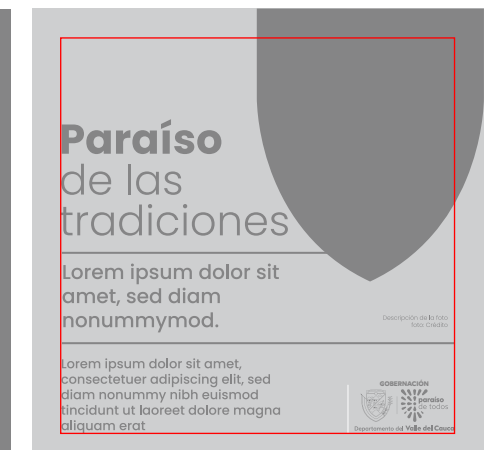 Paraíso
de las
tradiciones
Lorem ipsum dolor sit
amet, sed diam
nonummymod.
Descripción de la foto
foto: Crédito
Lorem ipsum dolor sit amet,
consectetuer adipiscing elit, sed
diam nonummy nibh euismod
tincidunt ut laoreet dolore magna
aliquam erat
GOBERNACIÓN
paraíso
de todos
Departamento del Valle del Cauca